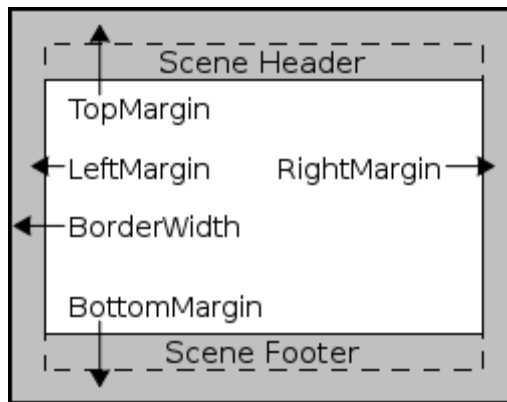 Scene Header
TopMargin
LeftMargin RightMargin
BorderWidth
BottomMargin
Scene Footer